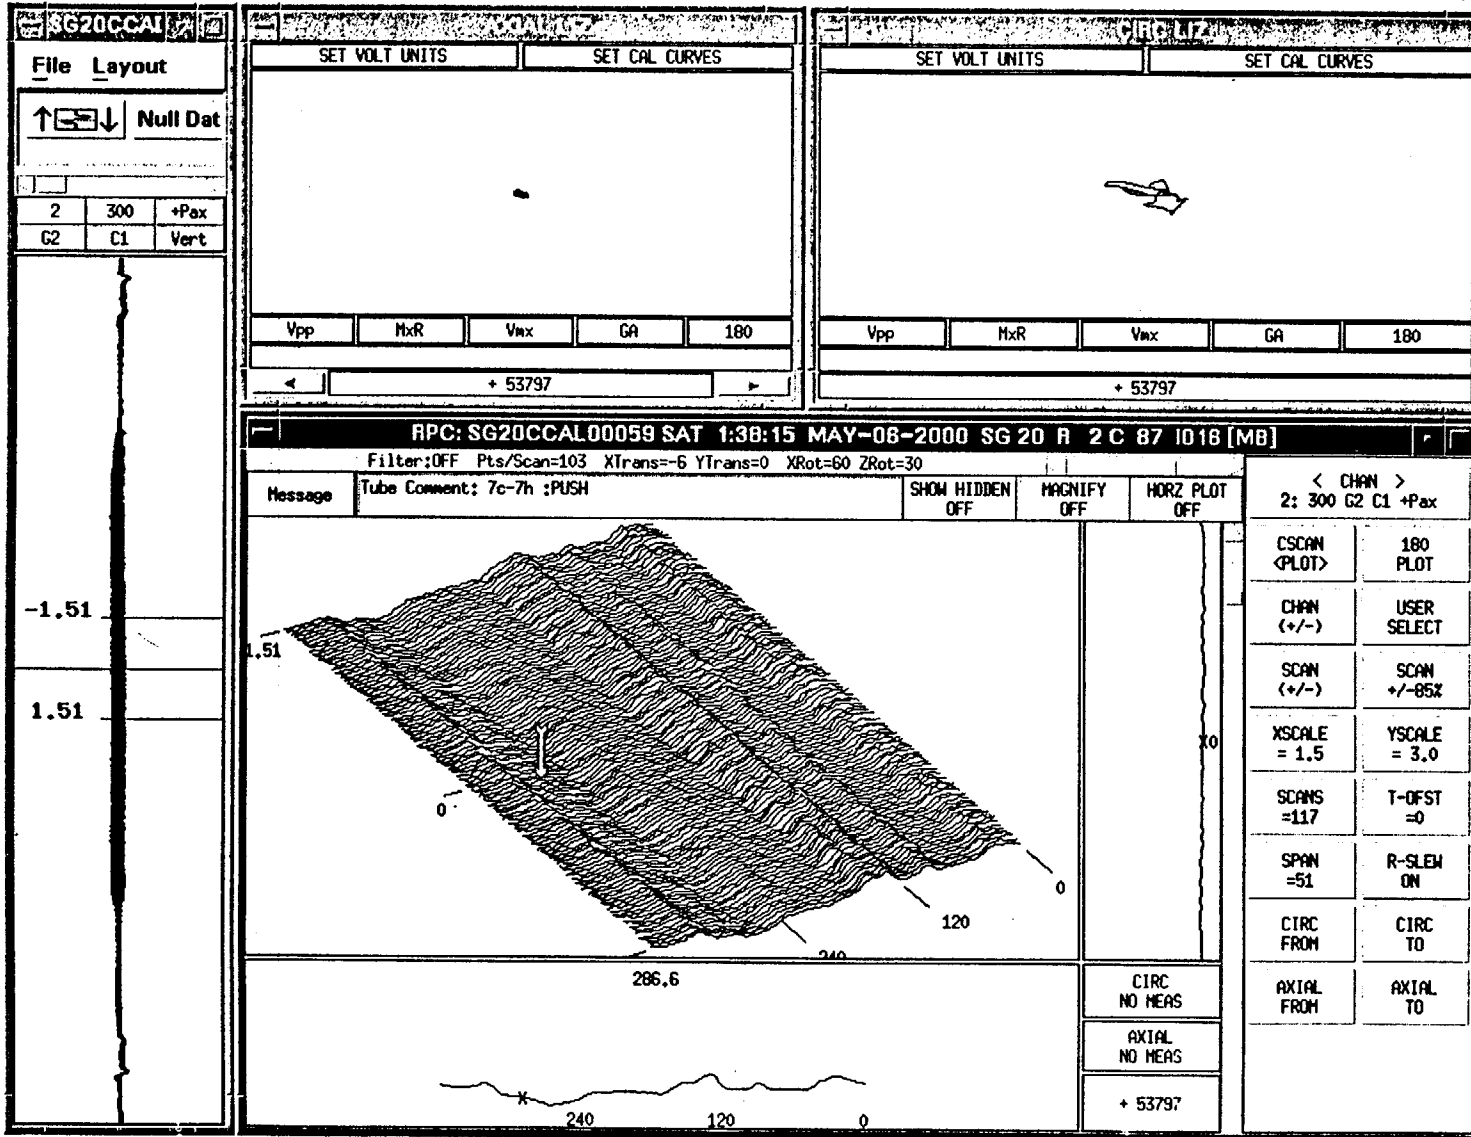 SG20CCAL
File Layout
Null Dat
2 300 +Pax
G2 C1 Vert
-1.51
1.51
SET VOLT UNITS SET CAL CURVES
Vpp MxR Vmx GA 180
+ 53797
CIRC LIZ
SET VOLT UNITS SET CAL CURVES
Vpp MxR Vmx GA 180
+ 53797
RPC: SG20CCAL00059 SAT 1:38:15 MAY-06-2000 SG 20 R 2 C 87 I018 [MB]
Filter:OFF Pts/Scan=103 XTrans=-6 YTrans=0 XRot=60 ZRot=30
Message
Tube Comment: 7c-7h :PUSH
SHOW HIDDEN OFF
MAGNIFY OFF
HORZ PLOT OFF
1.51
0
0
120
240
X0
286.6
X
240 120 0
CIRC
NO MEAS
AXIAL
NO MEAS
+ 53797
< CHAN >
2: 300 G2 C1 +Pax
CSCAN <PLOT>
180 PLOT
CHAN (+/-)
USER SELECT
SCAN (+/-)
SCAN +/-85%
XSCALE = 1.5
YSCALE = 3.0
SCANS =117
T-OFST =0
SPAN =51
R-SLEW ON
CIRC FROM
CIRC TO
AXIAL FROM
AXIAL TO